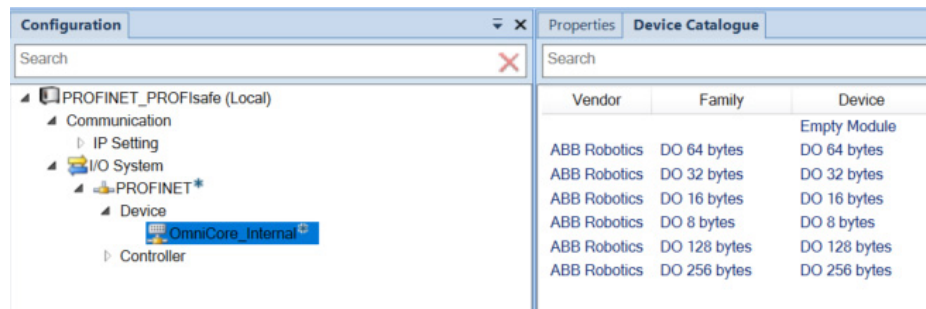 Configuration
Search
PROFINET_PROFIsafe (Local)
Communication
IP Setting
I/O System
PROFINET*
Device
OmniCore_Internal
Controller
Properties Device Catalogue
Search
Vendor Family Device
Empty Module
ABB Robotics DO 64 bytes DO 64 bytes
ABB Robotics DO 32 bytes DO 32 bytes
ABB Robotics DO 16 bytes DO 16 bytes
ABB Robotics DO 8 bytes DO 8 bytes
ABB Robotics DO 128 bytes DO 128 bytes
ABB Robotics DO 256 bytes DO 256 bytes